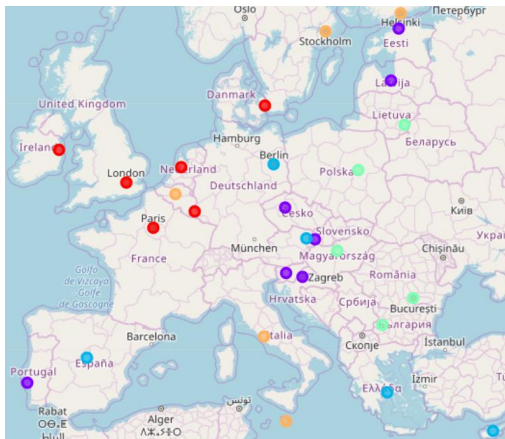 Oslo
Петербург
Helsinki
Stockholm
Eesti
Danmark
Latvija
United Kingdom
Lietuva
Ireland
Hamburg
Беларусь
London
Nederland
Berlin
Polska
Deutschland
Paris
Česko
Київ
Slovensko
München
Magyarország
Chișinău
France
Zagreb
România
Golfo
de Vizcaya
Golfe
de Gascogne
Hrvatska
Србија
București
България
Barcelona
Italia
Скопје
İstanbul
Portugal
España
Ελλάδα
İzmir
Rabat
Alger
تونس